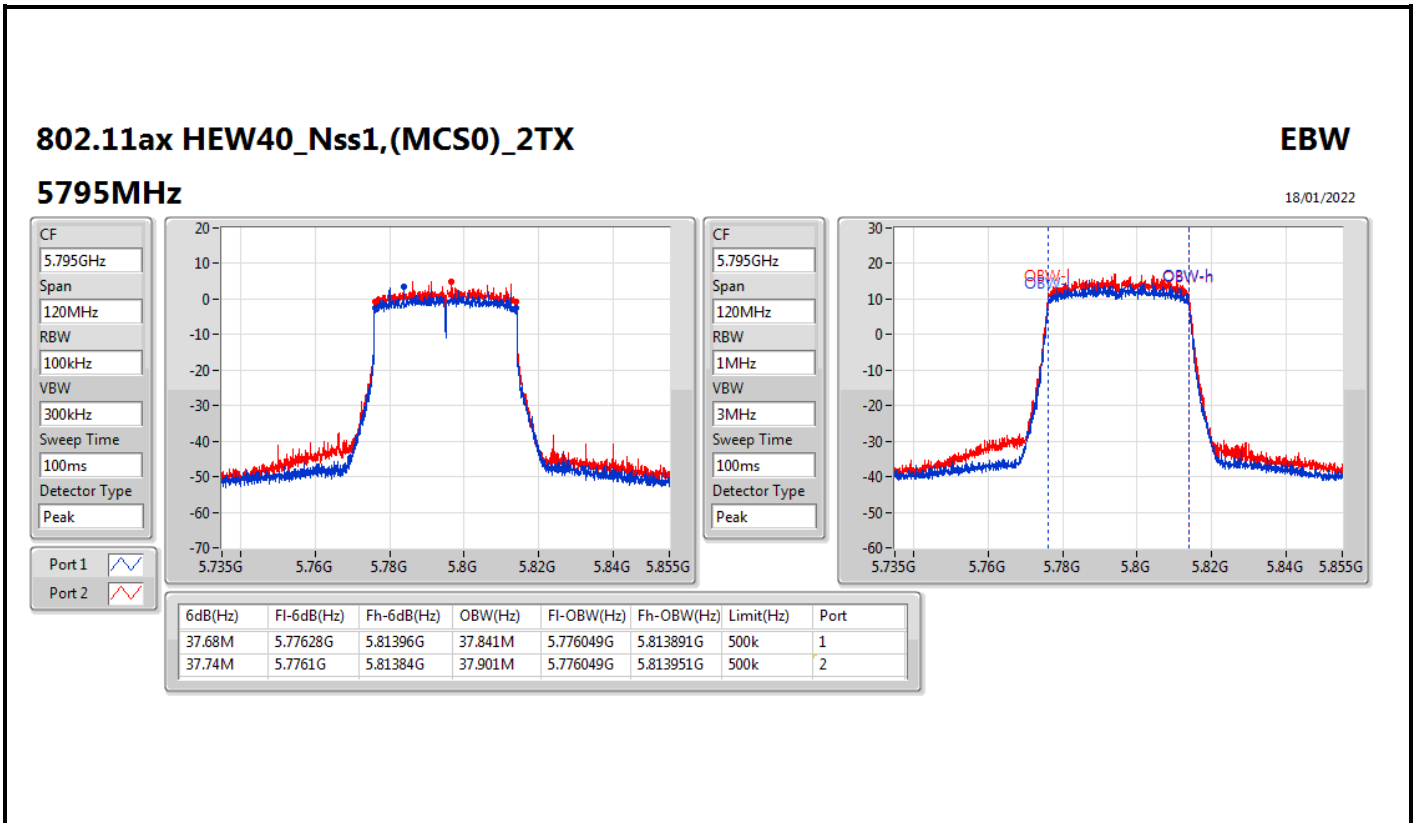 802.11ax HEW40_Nss1,(MCS0)_2TX
EBW
5795MHz
18/01/2022
CF
5.795GHz
Span
120MHz
RBW
100kHz
VBW
300kHz
Sweep Time
100ms
Detector Type
Peak
Port 1
Port 2
20
10
0
-10
-20
-30
-40
-50
-60
-70
5.735G 5.76G 5.78G 5.8G 5.82G 5.84G 5.855G
CF
5.795GHz
Span
120MHz
RBW
1MHz
VBW
3MHz
Sweep Time
100ms
Detector Type
Peak
30
20
10
0
-10
-20
-30
-40
-50
-60
OBW-l
OBW-h
5.735G 5.76G 5.78G 5.8G 5.82G 5.84G 5.855G
6dB(Hz) Fl-6dB(Hz) Fh-6dB(Hz) OBW(Hz) Fl-OBW(Hz) Fh-OBW(Hz) Limit(Hz) Port
37.68M 5.77628G 5.81396G 37.841M 5.776049G 5.813891G 500k 1
37.74M 5.7761G 5.81384G 37.901M 5.776049G 5.813951G 500k 2